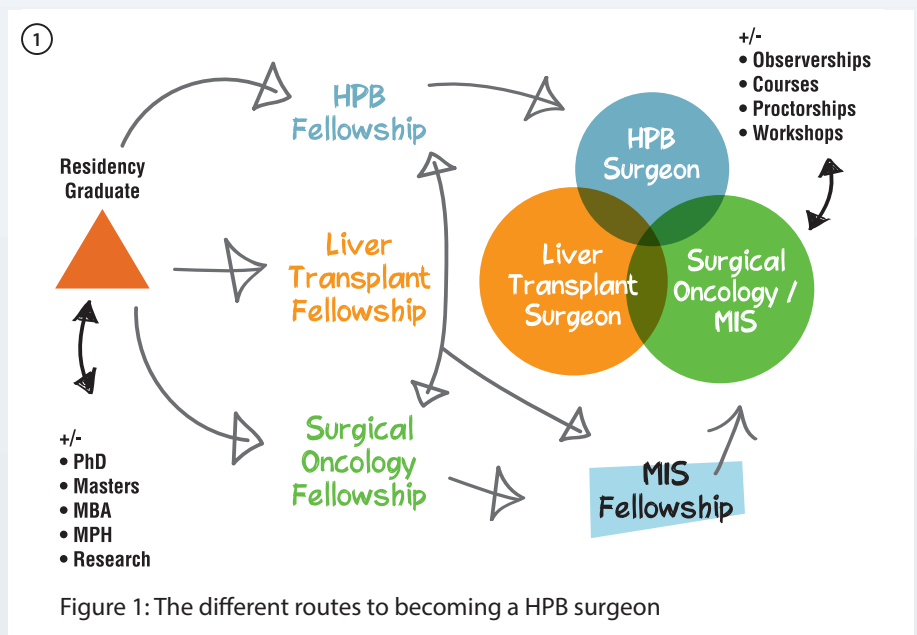 1
Residency
Graduate
+/-
• PhD
• Masters
• MBA
• MPH
• Research
HPB
Fellowship
Liver
Transplant
Fellowship
Surgical
Oncology
Fellowship
MIS
Fellowship
HPB
Surgeon
Liver
Transplant
Surgeon
Surgical
Oncology /
MIS
+/-
• Observerships
• Courses
• Proctorships
• Workshops
Figure 1: The different routes to becoming a HPB surgeon